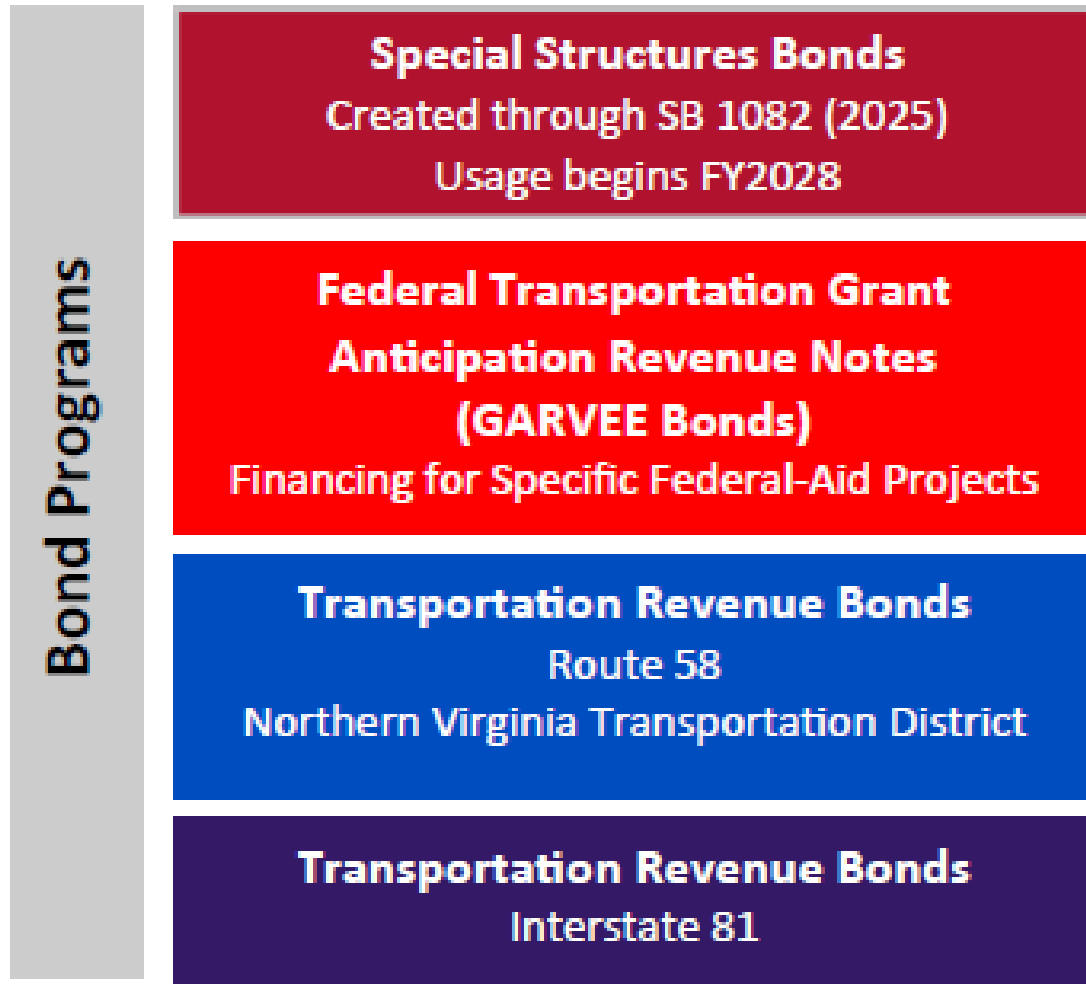 Bond Programs
Special Structures Bonds
Created through SB 1082 (2025)
Usage begins FY2028
Federal Transportation Grant
Anticipation Revenue Notes
(GARVEE Bonds)
Financing for Specific Federal-Aid Projects
Transportation Revenue Bonds
Route 58
Northern Virginia Transportation District
Transportation Revenue Bonds
Interstate 81